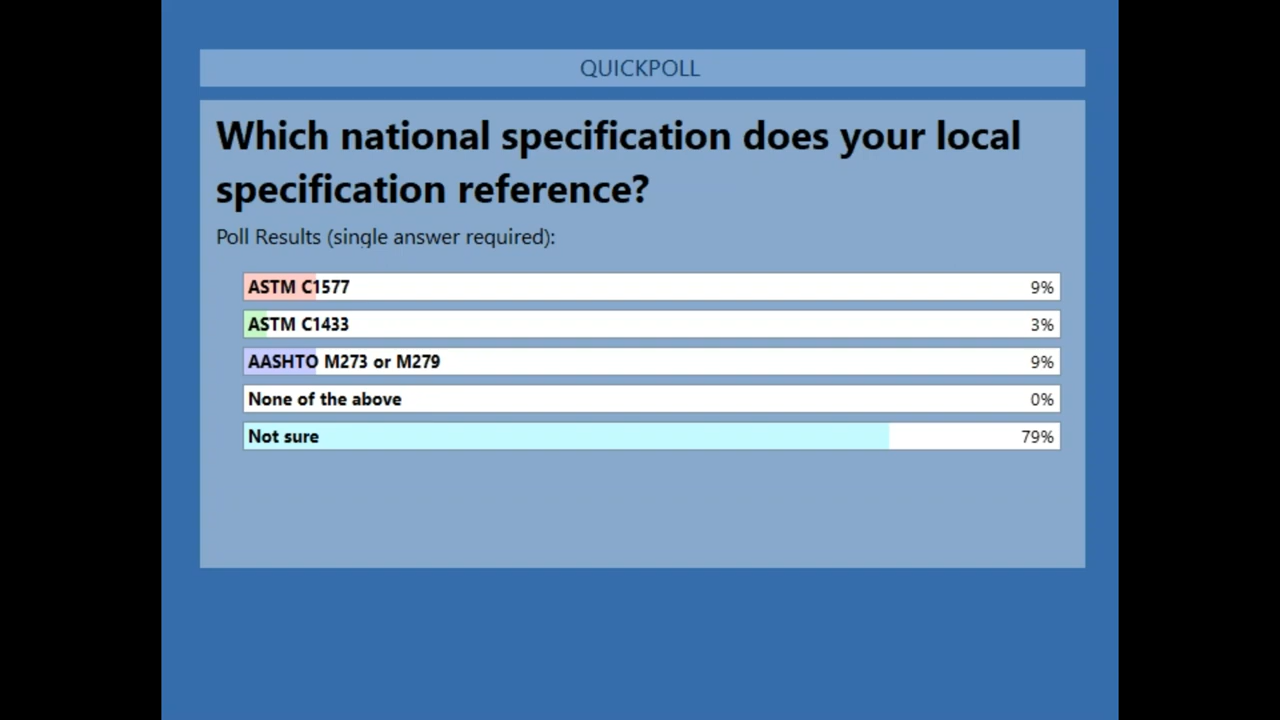 QUICKPOLL
Which national specification does your local
specification reference?
Poll Results (single answer required):
ASTM C1577 9%
ASTM C1433 3%
AASHTO M273 or M279 9%
None of the above 0%
Not sure 79%